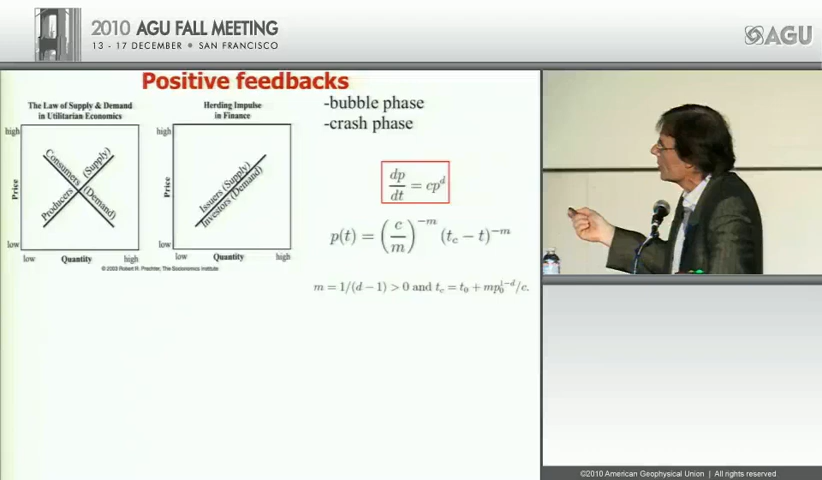 2010 AGU FALL MEETING
13 - 17 DECEMBER • SAN FRANCISCO
AGU
Positive feedbacks
The Law of Supply & Demand
in Utilitarian Economics
high
Price
low
Consumers (Demand)
Producers (Supply)
low
Quantity
high
Herding Impulse
in Finance
high
Price
low
Issuers (Supply)
Investors (Demand)
low
Quantity
high
© 2003 Robert R. Prechter, The Socionomics Institute
-bubble phase
-crash phase
dp/dt = cp^d
p(t) = (c/m)^{-m} (t_c − t)^{-m}
m = 1/(d − 1) > 0 and t_c = t_0 + mp_0^{1−d}/c.
©2010 American Geophysical Union | All rights reserved